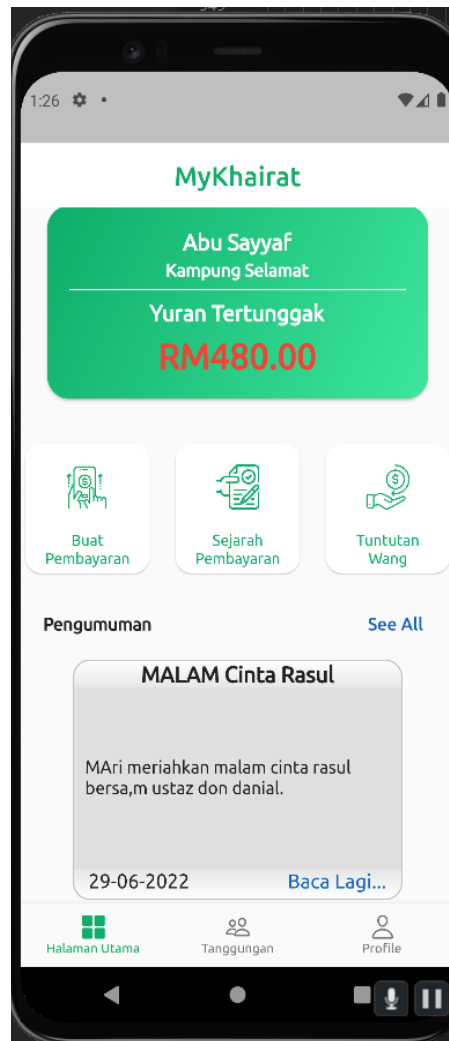 1:26
MyKhairat
Abu Sayyaf
Kampung Selamat
Yuran Tertunggak
RM480.00
Buat
Pembayaran
Sejarah
Pembayaran
Tuntutan
Wang
Pengumuman See All
MALAM Cinta Rasul
MAri meriahkan malam cinta rasul
bersa,m ustaz don danial.
29-06-2022 Baca Lagi...
Halaman Utama Tanggungan Profile